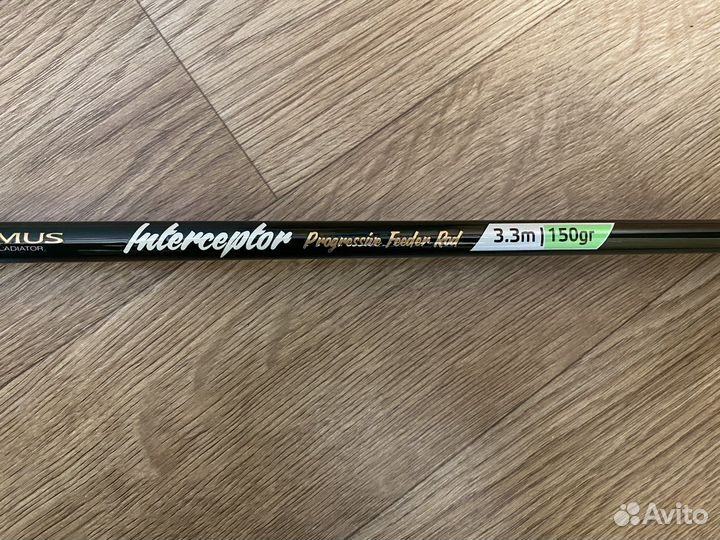 MUS
LADIATOR
Interceptor Progressive Feeder Rod 3.3m | 150gr
Avito